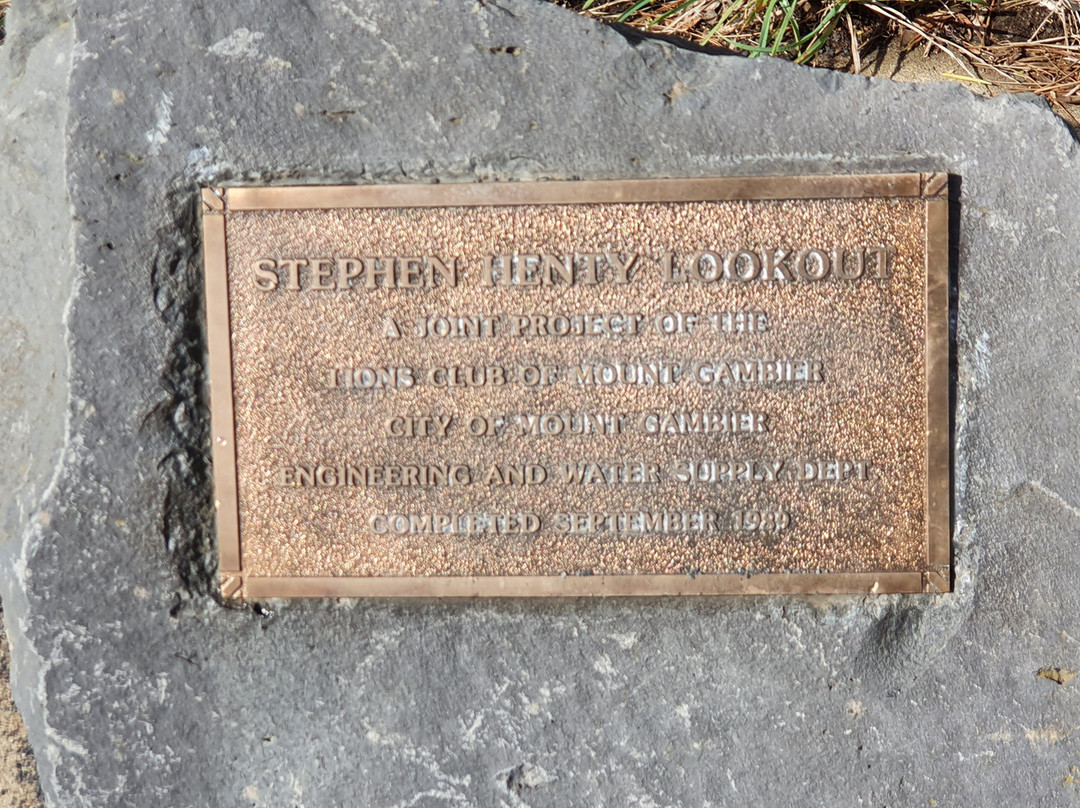 STEPHEN HENTY LOOKOUT
A JOINT PROJECT OF THE
LIONS CLUB OF MOUNT GAMBIER
CITY OF MOUNT GAMBIER
ENGINEERING AND WATER SUPPLY DEPT.
COMPLETED SEPTEMBER 1989